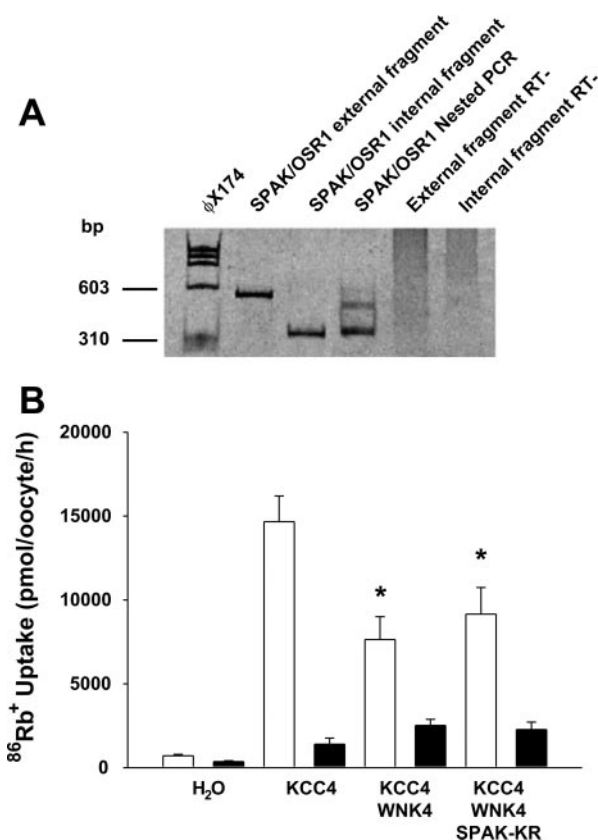 A
φX174
SPAK/OSR1 external fragment
SPAK/OSR1 internal fragment
SPAK/OSR1 Nested PCR
External fragment RT-
Internal fragment RT-
bp
603
310
B
20000
15000
10000
5000
0
86Rb+ Uptake (pmol/oocyte/h)
*
*
H2O
KCC4
KCC4
WNK4
KCC4
WNK4
SPAK-KR